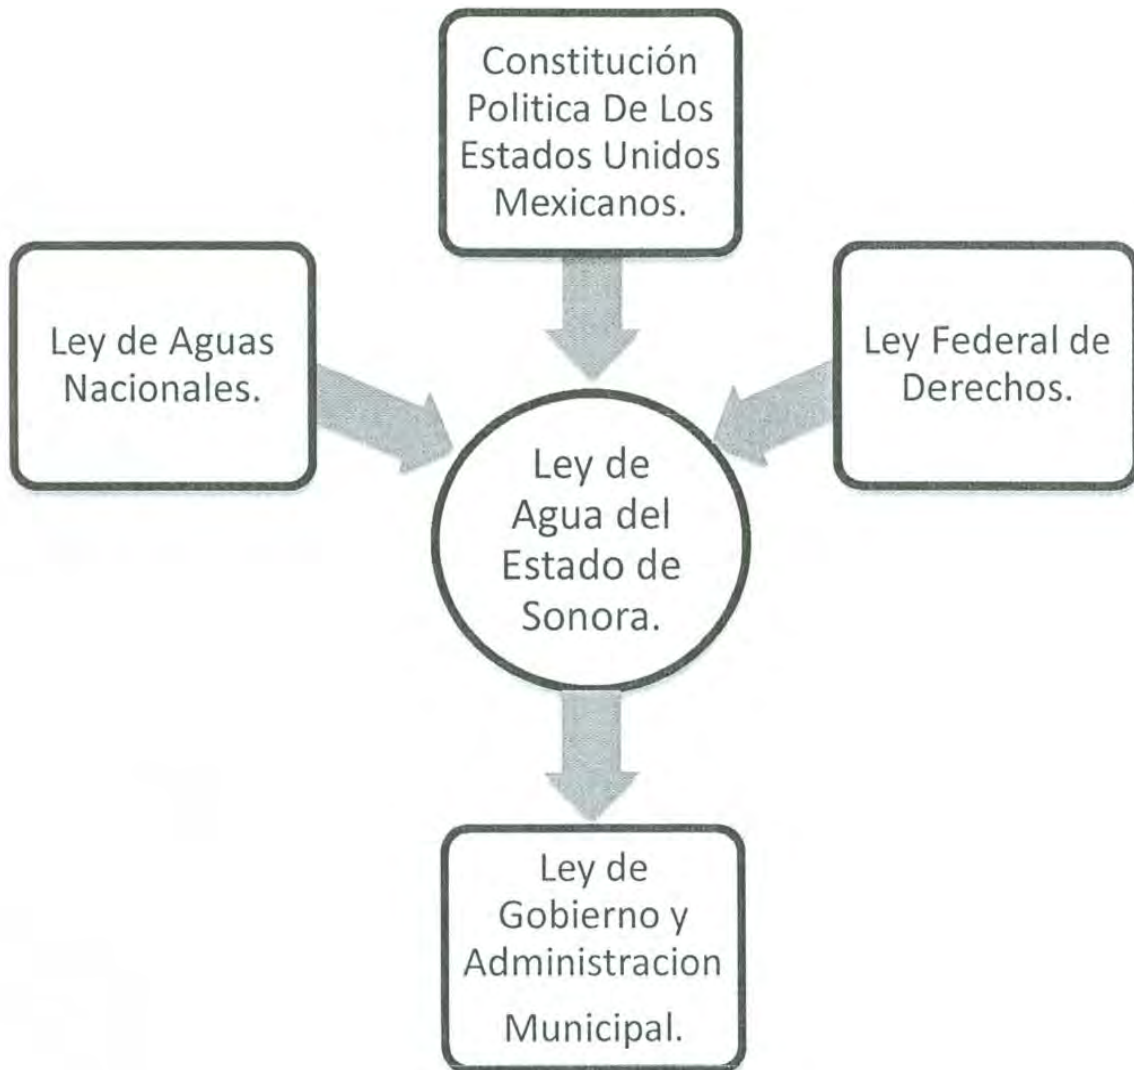 Constitución
Politica De Los
Estados Unidos
Mexicanos.
Ley de Aguas
Nacionales.
Ley Federal de
Derechos.
Ley de
Agua del
Estado de
Sonora.
Ley de
Gobierno y
Administracion
Municipal.